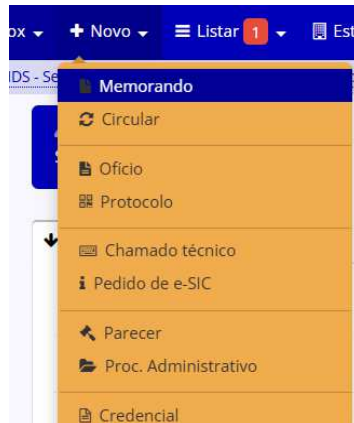 ox + Novo Listar 1 Est
IDS - Se
Memorando
Circular
Ofício
Protocolo
Chamado técnico
Pedido de e-SIC
Parecer
Proc. Administrativo
Credencial